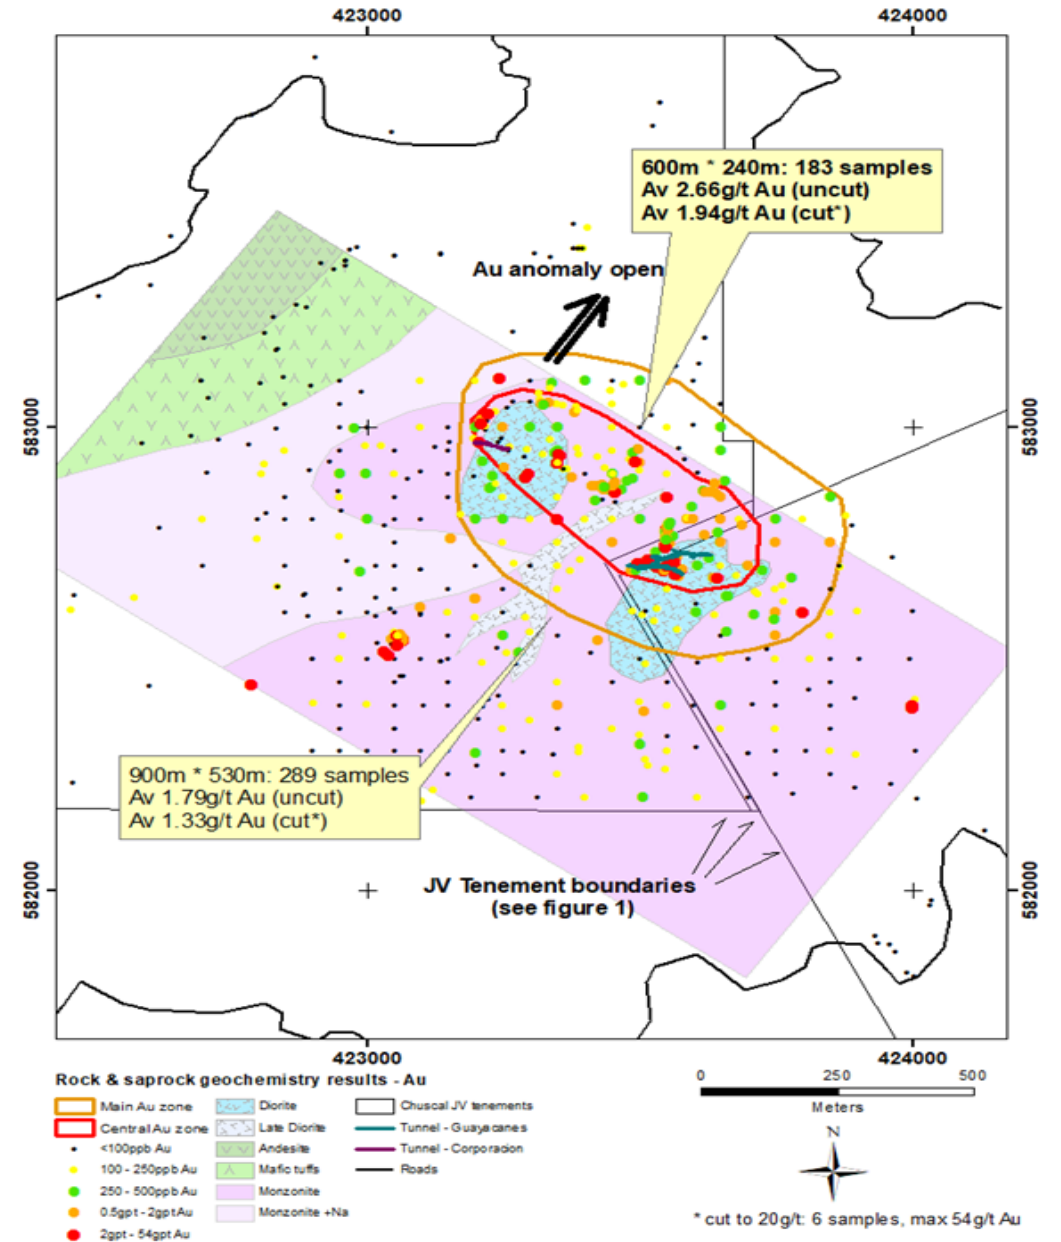 423000
424000
600m * 240m: 183 samples
Av 2.66g/t Au (uncut)
Av 1.94g/t Au (cut*)
Au anomaly open
583000
583000
900m * 530m: 289 samples
Av 1.79g/t Au (uncut)
Av 1.33g/t Au (cut*)
JV Tenement boundaries
(see figure 1)
582000
582000
423000
424000
Rock & saprock geochemistry results - Au
Main Au zone
Central Au zone
<100ppb Au
100 - 250ppb Au
250 - 500ppb Au
0.5gpt - 2gpt Au
2gpt - 54gpt Au
Diorite
Late Diorite
Andesite
Mafic tuffs
Monzonite
Monzonite +Na
Chuscal JV tenements
Tunnel - Guayacanes
Tunnel - Corporacion
Roads
0 250 500
Meters
N
* cut to 20g/t: 6 samples, max 54g/t Au